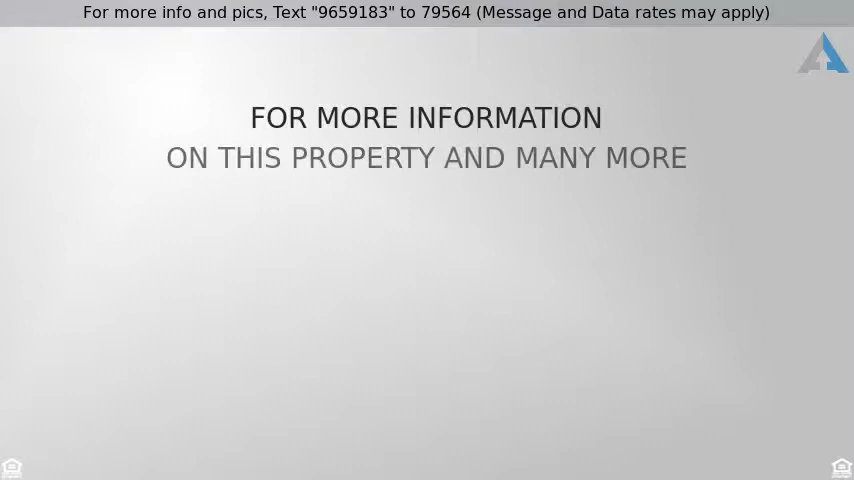 For more info and pics, Text "9659183" to 79564 (Message and Data rates may apply)
FOR MORE INFORMATION
ON THIS PROPERTY AND MANY MORE